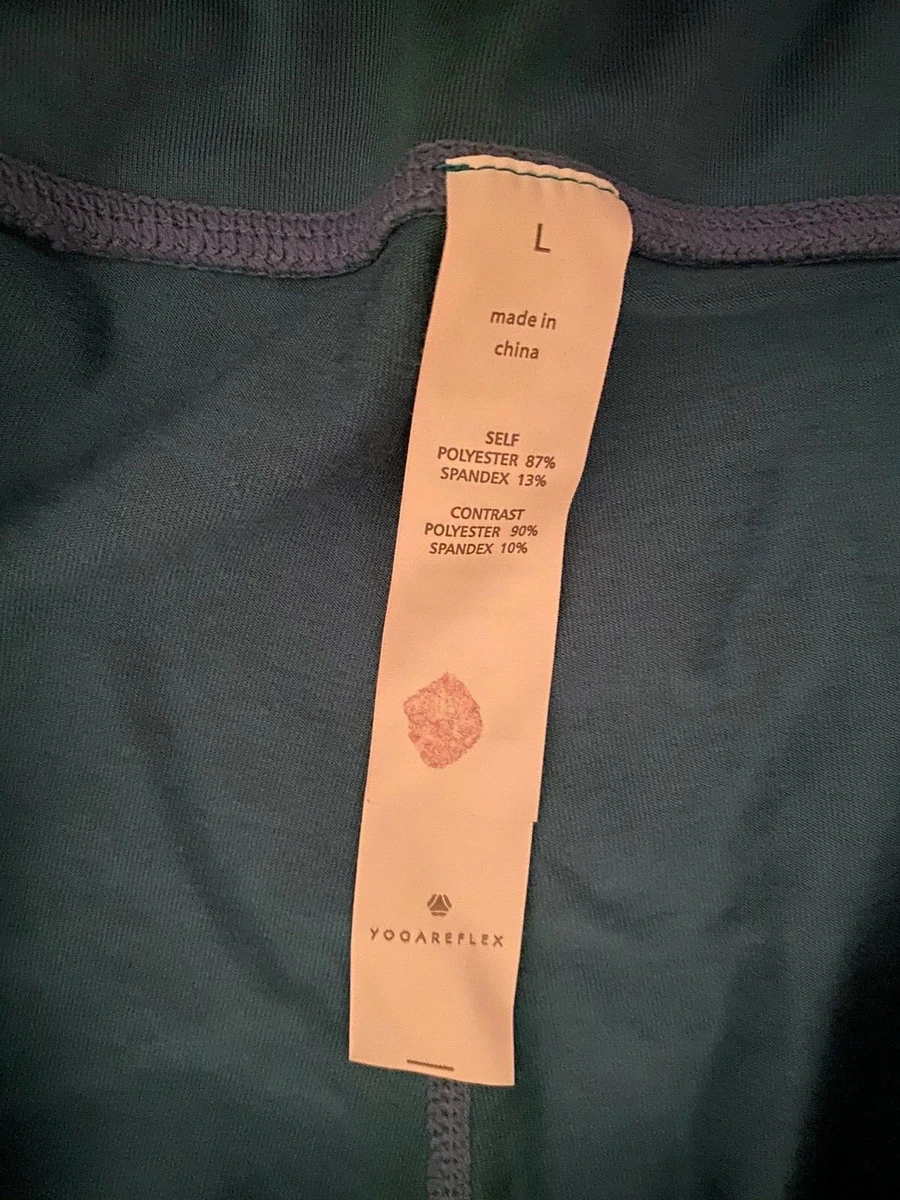 L
made in
china
SELF
POLYESTER 87%
SPANDEX 13%
CONTRAST
POLYESTER 90%
SPANDEX 10%
YOGAREFLEX